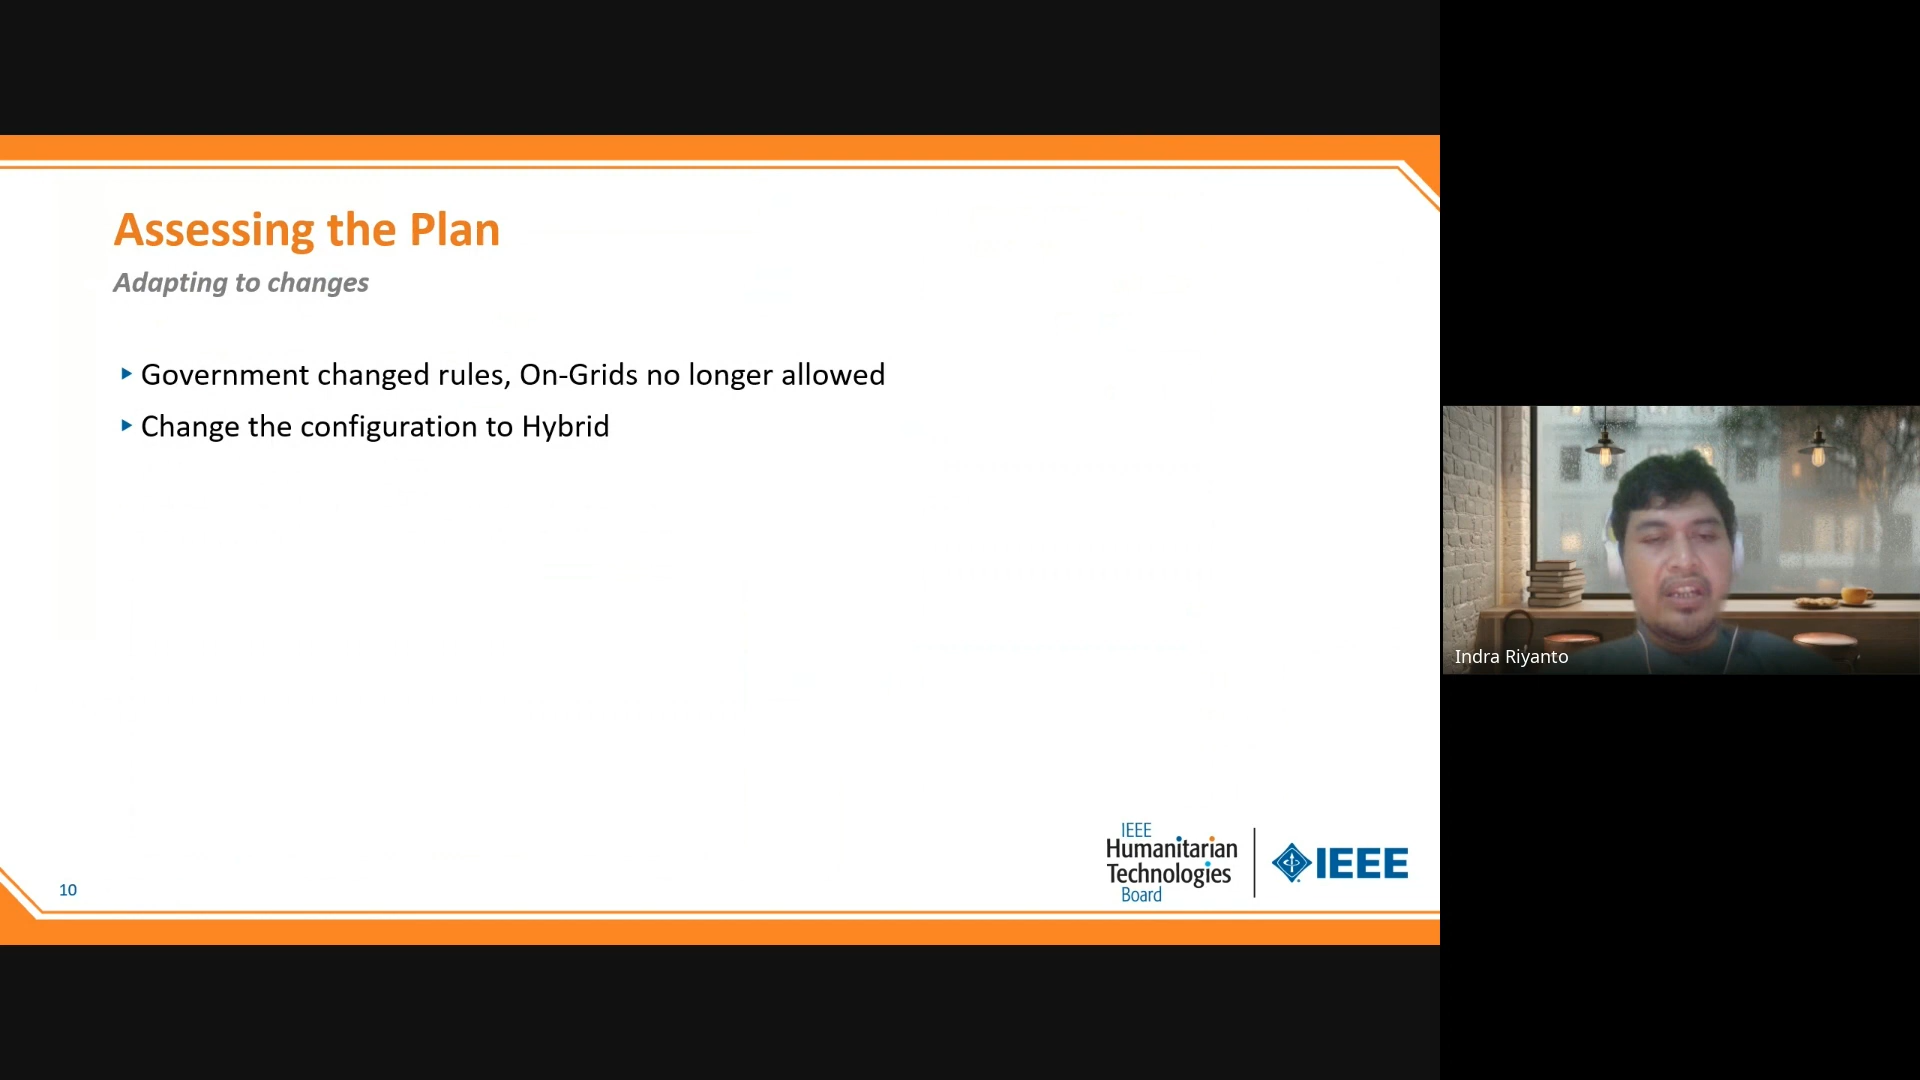 Assessing the Plan
Adapting to changes
Government changed rules, On-Grids no longer allowed
Change the configuration to Hybrid
Indra Riyanto
IEEE
Humanitarian
Technologies
Board
IEEE
10